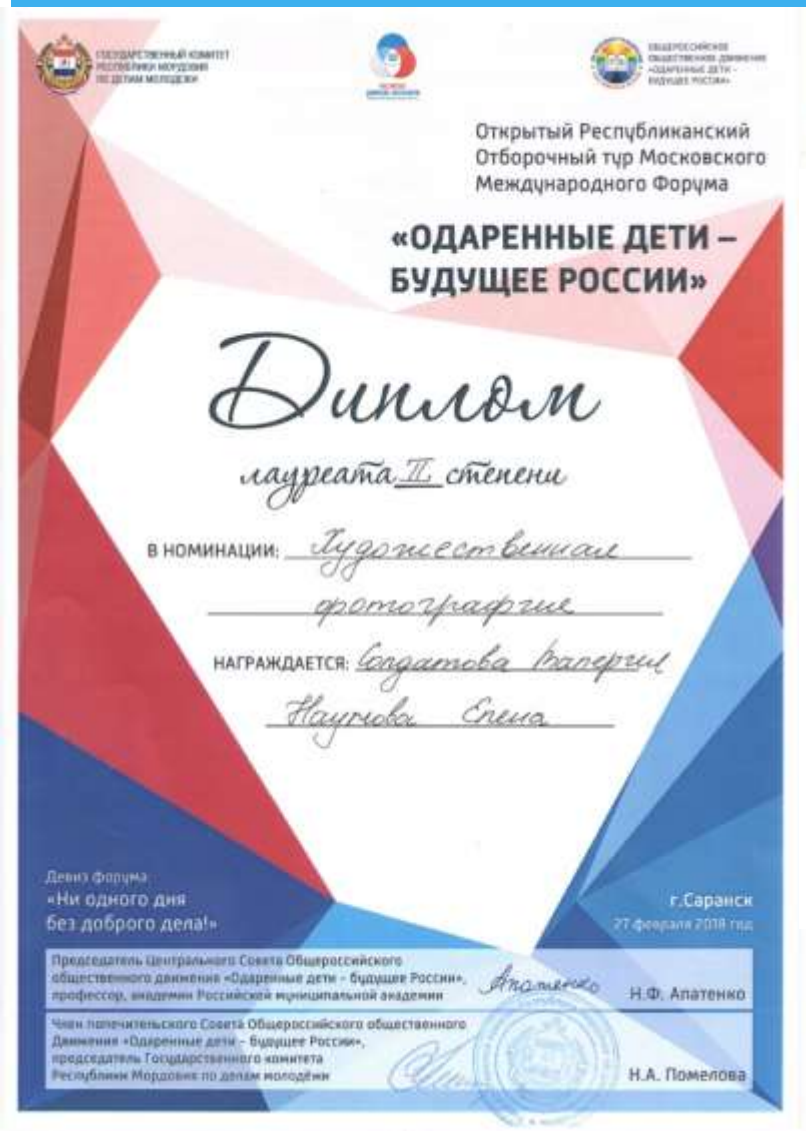 ГОСУДАРСТВЕННЫЙ КОМИТЕТ
РЕСПУБЛИКИ МОРДОВИЯ
ПО ДЕЛАМ МОЛОДЕЖИ
ОБЩЕРОССИЙСКОЕ
ОБЩЕСТВЕННОЕ ДВИЖЕНИЕ
«ОДАРЕННЫЕ ДЕТИ –
БУДУЩЕЕ РОССИИ»
Открытый Республиканский
Отборочный тур Московского
Международного Форума
«ОДАРЕННЫЕ ДЕТИ –
БУДУЩЕЕ РОССИИ»
Диплом
лауреата II степени
В НОМИНАЦИИ: Художественная
фотография
НАГРАЖДАЕТСЯ: Солдатова Валерия
Наумова Елена
Девиз форума:
«Ни одного дня
без доброго дела!»
г.Саранск
27 февраля 2018 год
Председатель Центрального Совета Общероссийского
общественного движения «Одаренные дети – будущее России»,
профессор, академик Российской муниципальной академии
Апатенко
Н.Ф. Апатенко
Член попечительского Совета Общероссийского общественного
Движения «Одаренные дети – будущее России»,
председатель Государственного комитета
Республики Мордовия по делам молодёжи
Н.А. Помелова